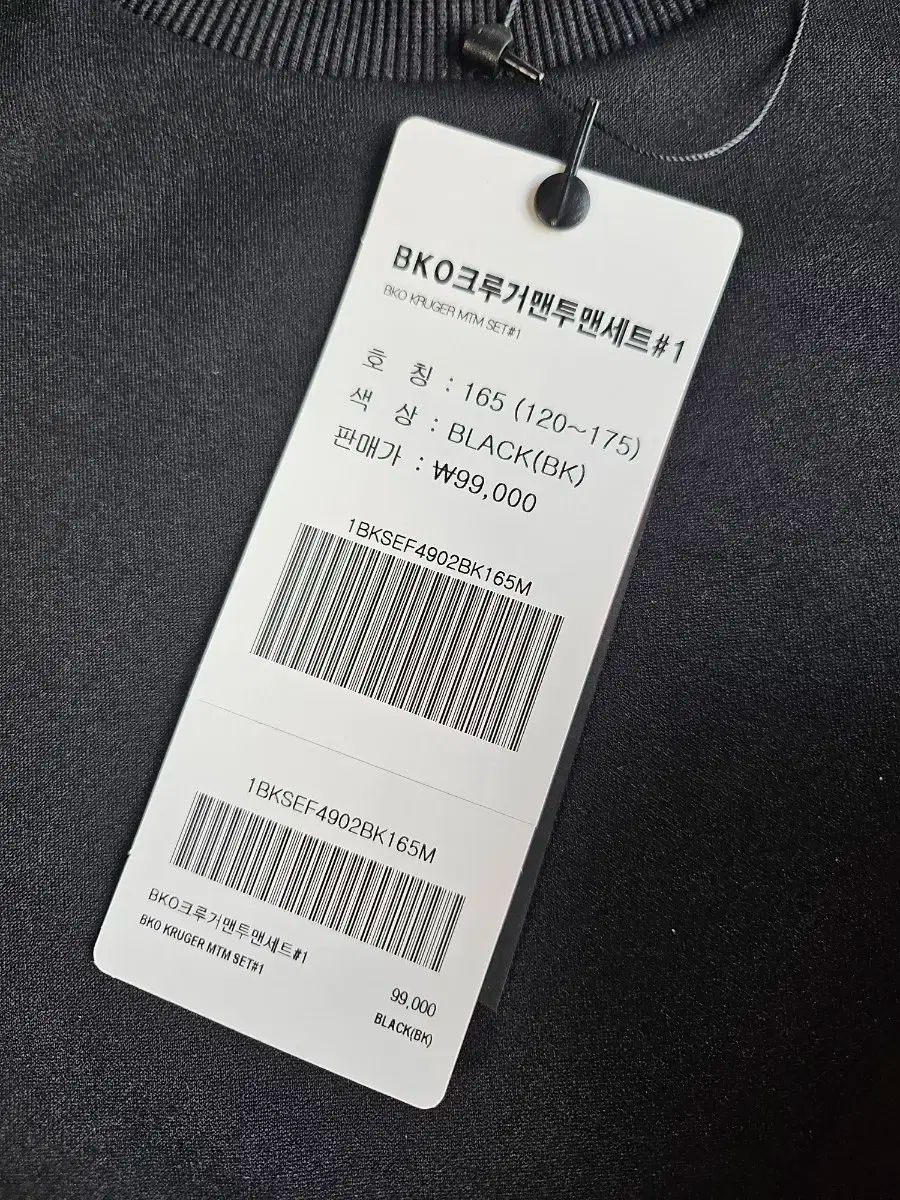 BKO크루거맨투맨세트#1
BKO KRUGER MTM SET#1
호 칭 : 165 (120~175)
색 상 : BLACK(BK)
판매가 : ₩99,000
1BKSEF4902BK165M
1BKSEF4902BK165M
BKO크루거맨투맨세트#1
BKO KRUGER MTM SET#1
99,000
BLACK(BK)